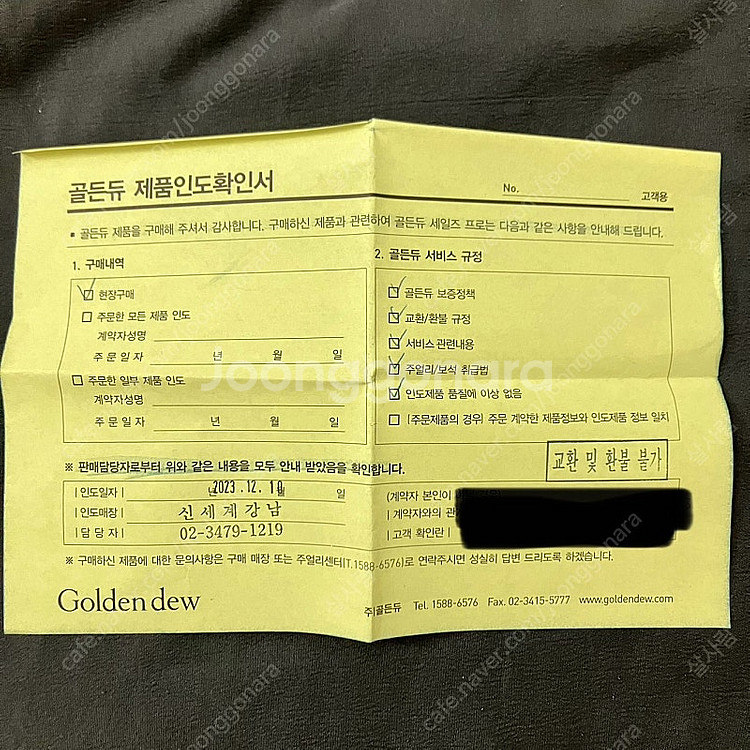 골든듀 제품인도확인서
No. 고객용
▪ 골든듀 제품을 구매해 주셔서 감사합니다. 구매하신 제품과 관련하여 골든듀 세일즈 프로는 다음과 같은 사항을 안내해 드립니다.
1. 구매내역
현장구매
주문한 모든 제품 인도
계약자성명
주문일자 년 월 일
주문한 일부 제품 인도
계약자성명
주문일자 년 월 일
2. 골든듀 서비스 규정
골든듀 보증정책
교환/환불 규정
서비스 관련내용
주얼리/보석 취급법
인도제품 품질에 이상 없음
(주문제품의 경우) 주문 계약한 제품정보와 인도제품 정보 일치
※ 판매담당자로부터 위와 같은 내용을 모두 안내 받았음을 확인합니다.
교환 및 환불 불가
| 인도일자 | 년 2023.12.10 월 일
| 인도매장 | 신세계강남
| 담당자 | 02-3479-1219
(계약자 본인이
| 계약자와의 관
| 고객 확인란 |
※ 구매하신 제품에 대한 문의사항은 구매 매장 또는 주얼리센터(T.1588-6576)로 연락주시면 성실히 답변 드리도록 하겠습니다.
Golden dew
㈜골든듀 Tel. 1588-6576 Fax. 02-3415-5777 www.goldendew.com
Joonggonara
cafe.naver.com/joonggonara
살사림